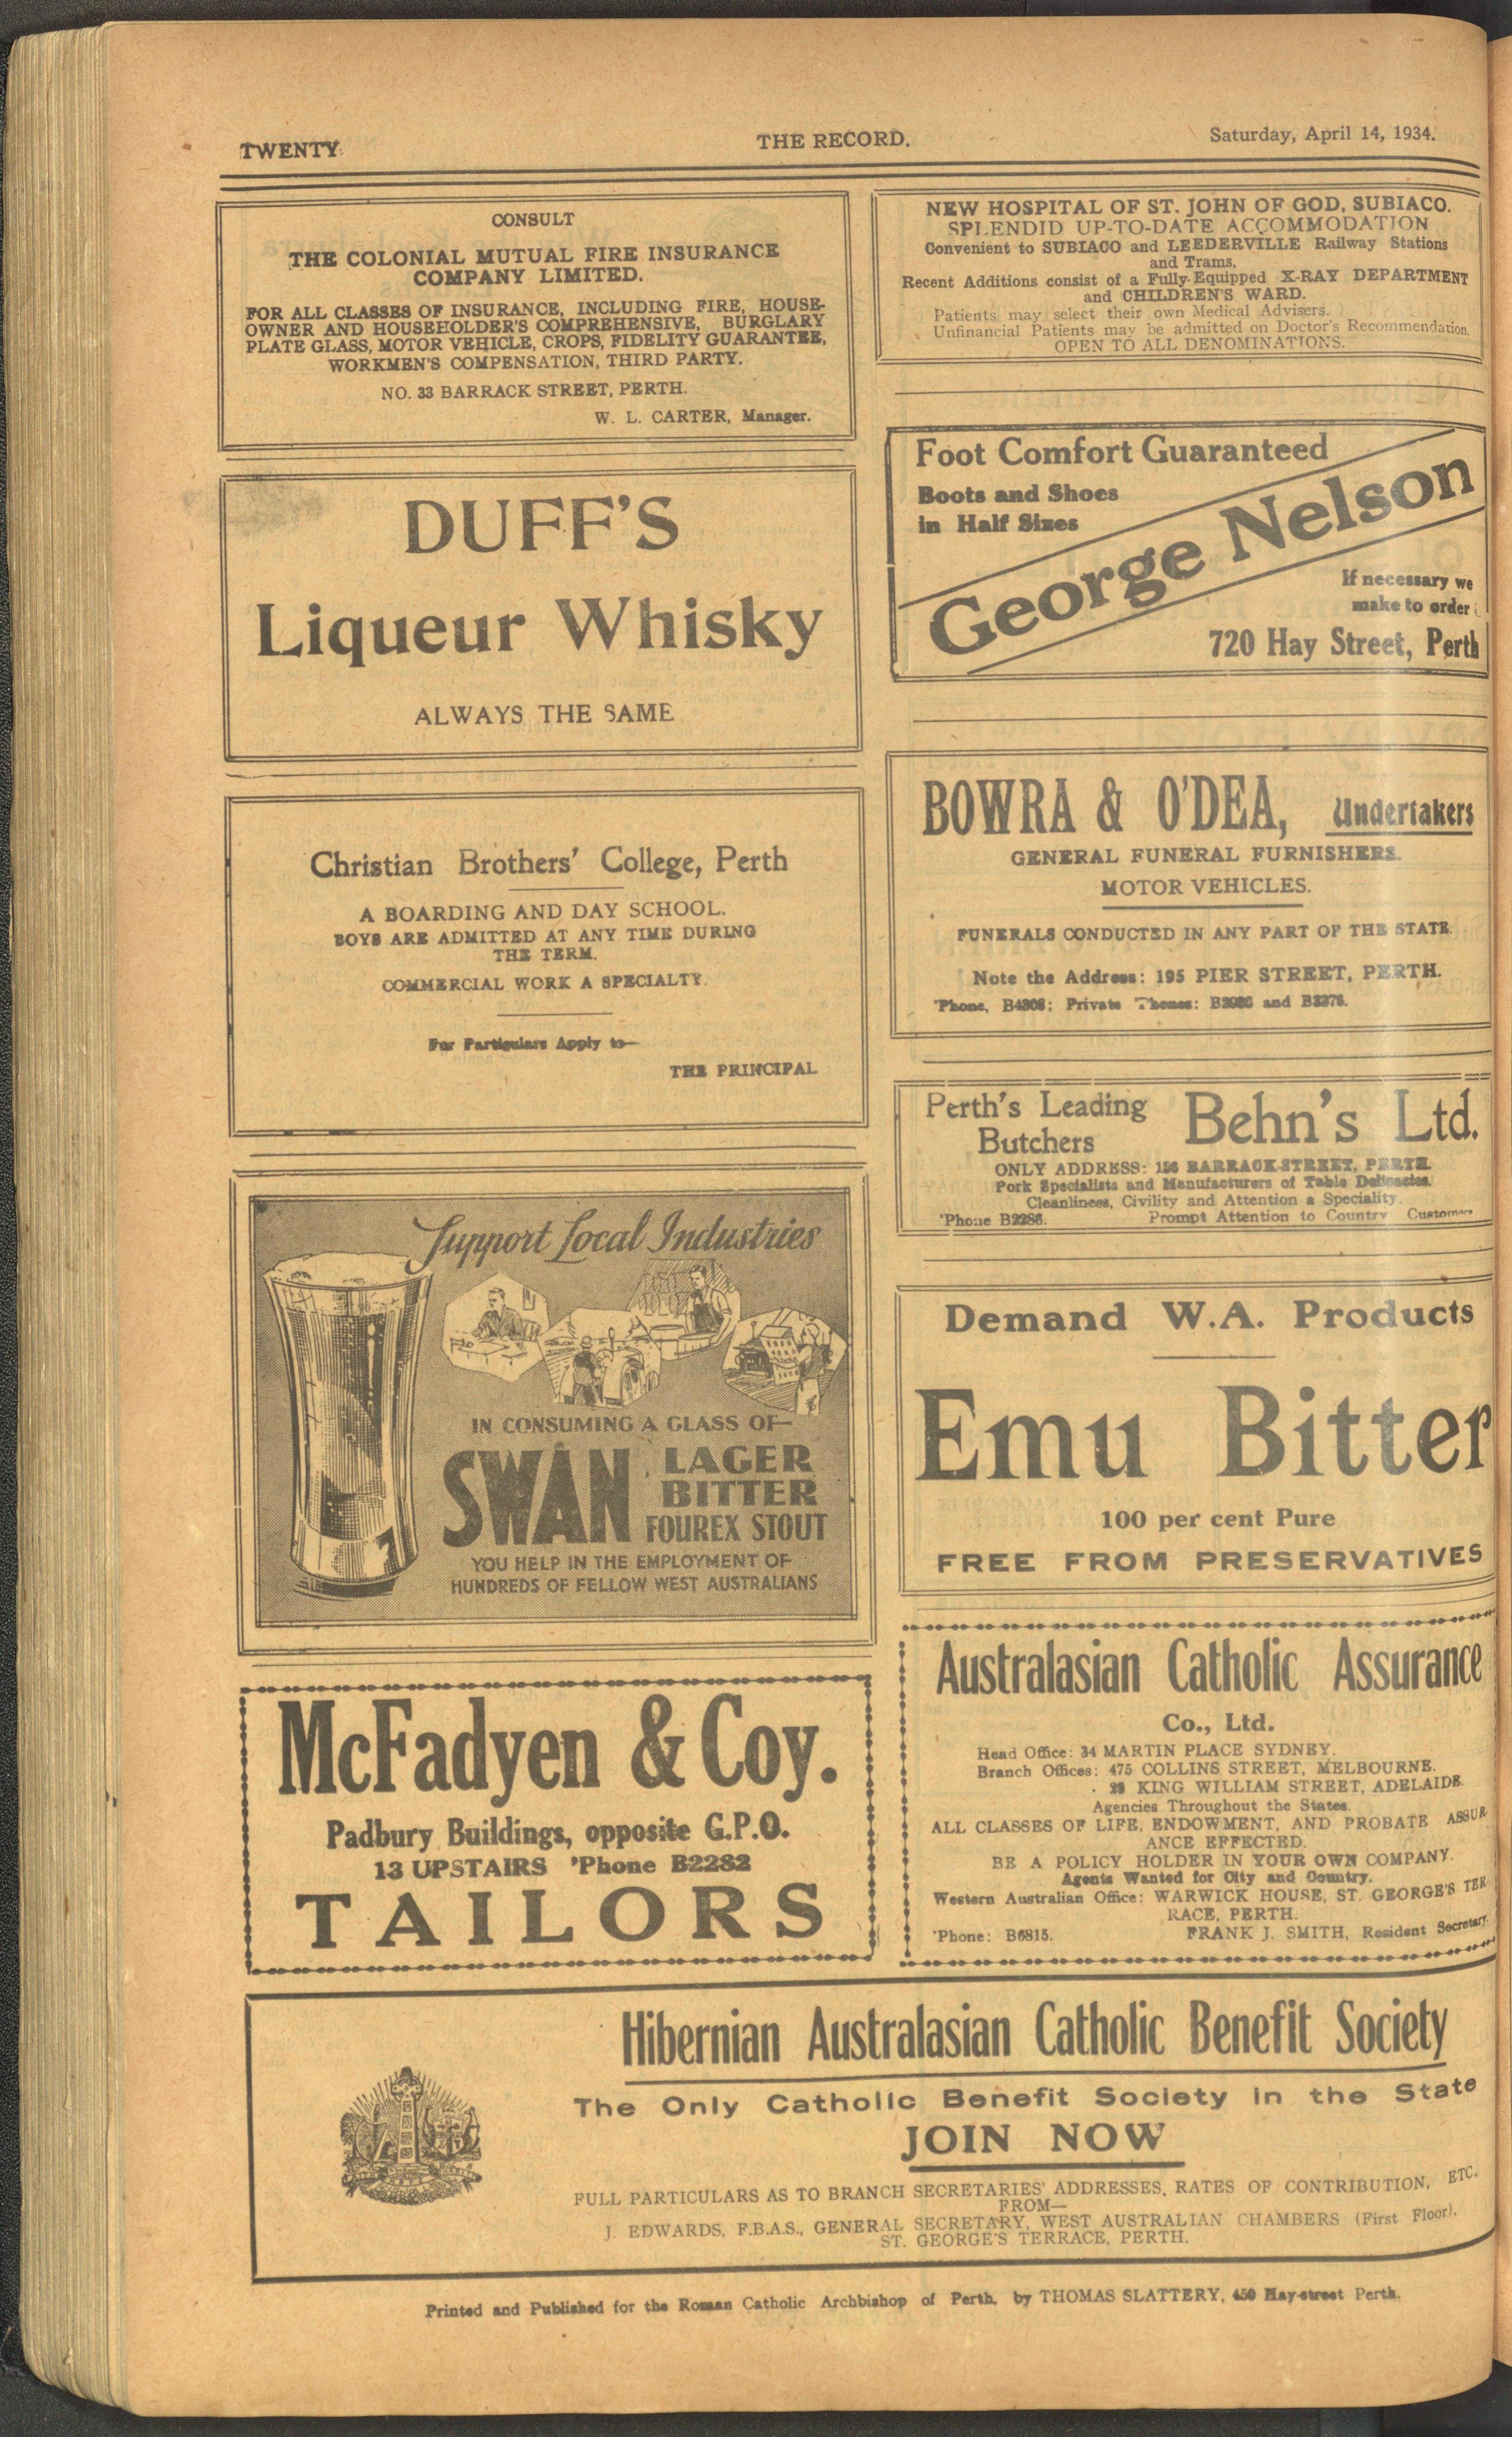 TWENTY
THE RECORD.
Saturday, April 14, 1934.
CONSULT
THE COLONIAL MUTUAL FIRE INSURANCE
COMPANY LIMITED.
FOR ALL CLASSES OF INSURANCE, INCLUDING FIRE, HOUSE-
OWNER AND HOUSEHOLDER'S COMPREHENSIVE, BURGLARY
PLATE GLASS, MOTOR VEHICLE, CROPS, FIDELITY GUARANTEE,
WORKMEN'S COMPENSATION, THIRD PARTY.
NO. 33 BARRACK STREET, PERTH.
W. L. CARTER, Manager.
DUFF'S
Liqueur Whisky
ALWAYS THE SAME
Christian Brothers' College, Perth
A BOARDING AND DAY SCHOOL.
BOYS ARE ADMITTED AT ANY TIME DURING
THE TERM.
COMMERCIAL WORK A SPECIALTY.
For Particulars Apply to—
THE PRINCIPAL
Support Local Industries
IN CONSUMING A GLASS OF—
SWAN LAGER
BITTER
FOUREX STOUT
YOU HELP IN THE EMPLOYMENT OF
HUNDREDS OF FELLOW WEST AUSTRALIANS
McFadyen & Coy.
Padbury Buildings, opposite G.P.O.
13 UPSTAIRS 'Phone B2282
TAILORS
NEW HOSPITAL OF ST. JOHN OF GOD, SUBIACO.
SPLENDID UP-TO-DATE ACCOMMODATION
Convenient to SUBIACO and LEEDERVILLE Railway Stations
and Trams.
Recent Additions consist of a Fully-Equipped X-RAY DEPARTMENT
and CHILDREN'S WARD.
Patients may select their own Medical Advisers.
Unfinancial Patients may be admitted on Doctor's Recommendation.
OPEN TO ALL DENOMINATIONS.
Foot Comfort Guaranteed
Boots and Shoes
in Half Sizes
George Nelson
If necessary we
make to order
720 Hay Street, Perth
BOWRA & O'DEA, Undertakers
GENERAL FUNERAL FURNISHERS.
MOTOR VEHICLES.
FUNERALS CONDUCTED IN ANY PART OF THE STATE.
Note the Address: 195 PIER STREET, PERTH.
'Phone, B4308; Private 'Phones: and B3376.
Perth's Leading
Butchers
Behn's Ltd.
ONLY ADDRESS: BARRACK-STREET, PERTH.
Pork Specialists and Manufacturers of Table Delicacies.
Cleanliness, Civility and Attention a Speciality.
'Phone B2286. Prompt Attention to Country Customers
Demand W.A. Products
Emu Bitter
100 per cent Pure
FREE FROM PRESERVATIVES
Australasian Catholic Assurance
Co., Ltd.
Head Office: 34 MARTIN PLACE SYDNEY.
Branch Offices: 475 COLLINS STREET, MELBOURNE.
29 KING WILLIAM STREET, ADELAIDE.
Agencies Throughout the States.
ALL CLASSES OF LIFE, ENDOWMENT, AND PROBATE ASSUR
ANCE EFFECTED.
BE A POLICY HOLDER IN YOUR OWN COMPANY.
Agents Wanted for City and Country.
Western Australian Office: WARWICK HOUSE, ST. GEORGE'S TER
RACE, PERTH.
'Phone: B6815. FRANK J. SMITH, Resident Secretary.
Hibernian Australasian Catholic Benefit Society
The Only Catholic Benefit Society in the State
JOIN NOW
FULL PARTICULARS AS TO BRANCH SECRETARIES' ADDRESSES, RATES OF CONTRIBUTION, ETC.
FROM—
J. EDWARDS, F.B.A.S., GENERAL SECRETARY, WEST AUSTRALIAN CHAMBERS (First Floor),
ST. GEORGE'S TERRACE, PERTH.
Printed and Published for the Roman Catholic Archbishop of Perth, by THOMAS SLATTERY, 450 Hay-street Perth.